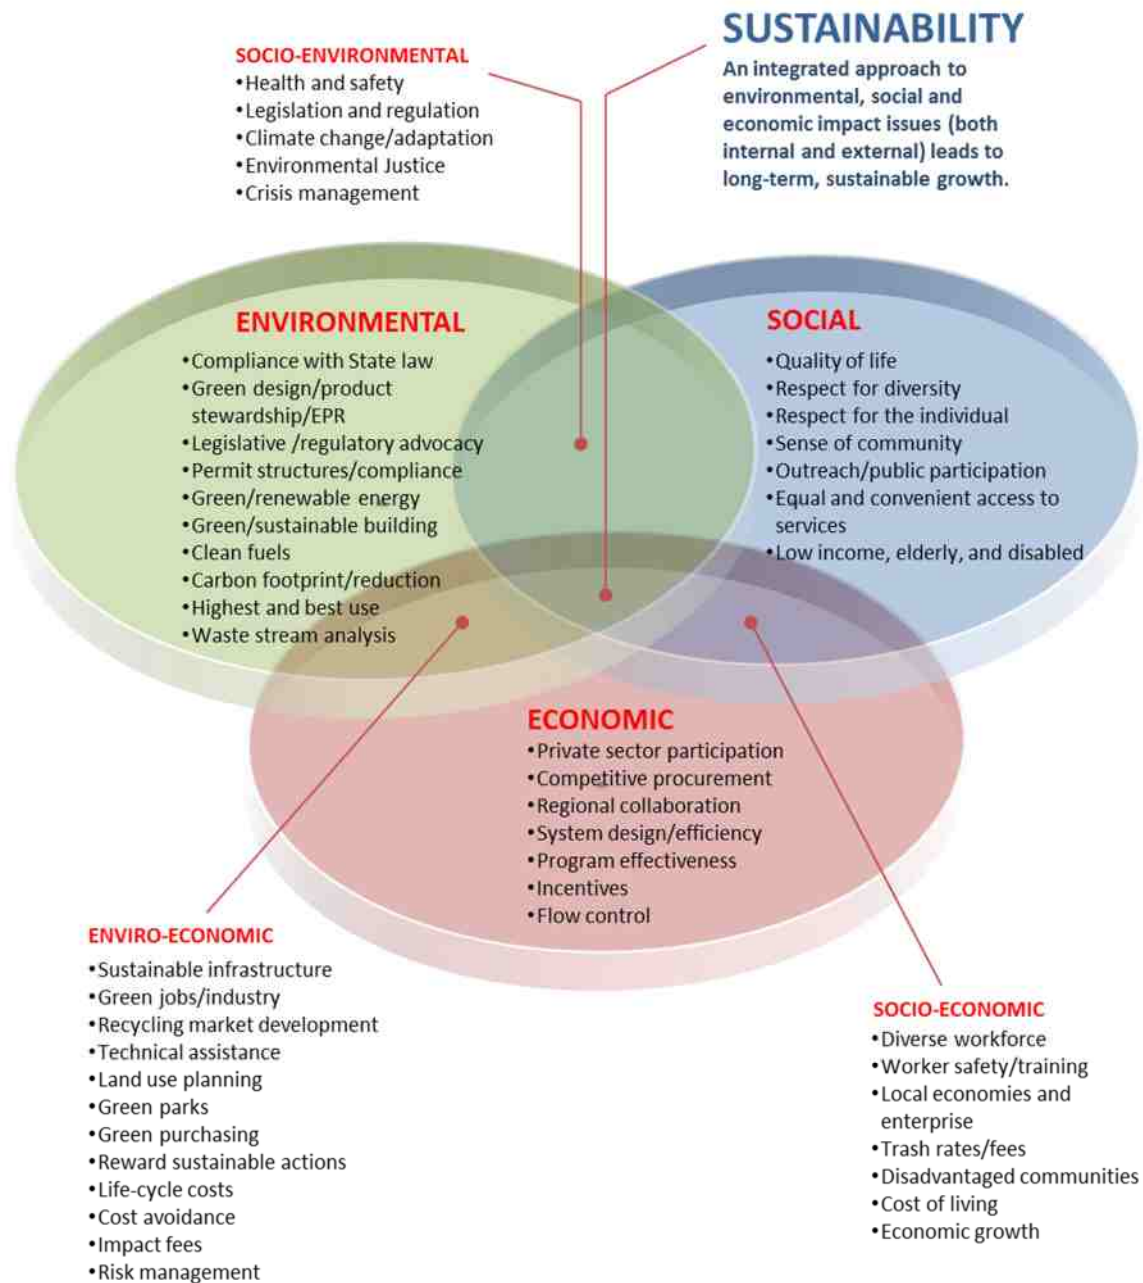 SUSTAINABILITY
An integrated approach to
environmental, social and
economic impact issues (both
internal and external) leads to
long-term, sustainable growth.
SOCIO-ENVIRONMENTAL
•Health and safety
•Legislation and regulation
•Climate change/adaptation
•Environmental Justice
•Crisis management
ENVIRONMENTAL
•Compliance with State law
•Green design/product
stewardship/EPR
•Legislative /regulatory advocacy
•Permit structures/compliance
•Green/renewable energy
•Green/sustainable building
•Clean fuels
•Carbon footprint/reduction
•Highest and best use
•Waste stream analysis
SOCIAL
•Quality of life
•Respect for diversity
•Respect for the individual
•Sense of community
•Outreach/public participation
•Equal and convenient access to
services
•Low income, elderly, and disabled
ECONOMIC
•Private sector participation
•Competitive procurement
•Regional collaboration
•System design/efficiency
•Program effectiveness
•Incentives
•Flow control
ENVIRO-ECONOMIC
•Sustainable infrastructure
•Green jobs/industry
•Recycling market development
•Technical assistance
•Land use planning
•Green parks
•Green purchasing
•Reward sustainable actions
•Life-cycle costs
•Cost avoidance
•Impact fees
•Risk management
SOCIO-ECONOMIC
•Diverse workforce
•Worker safety/training
•Local economies and
enterprise
•Trash rates/fees
•Disadvantaged communities
•Cost of living
•Economic growth